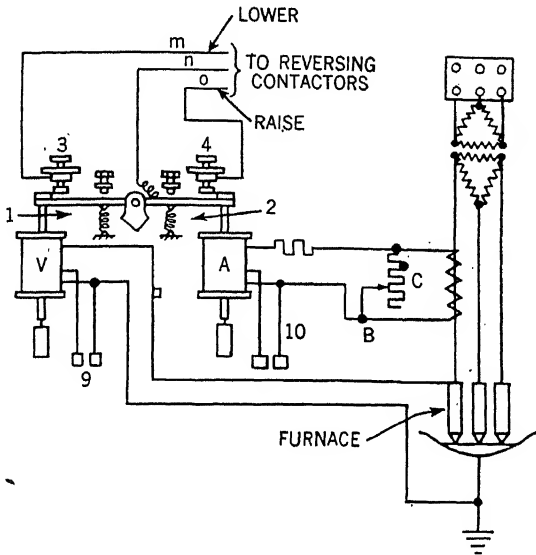 LOWER
m
n
TO REVERSING
CONTACTORS
o
RAISE
3
4
1
2
V
A
C
B
10
9
FURNACE